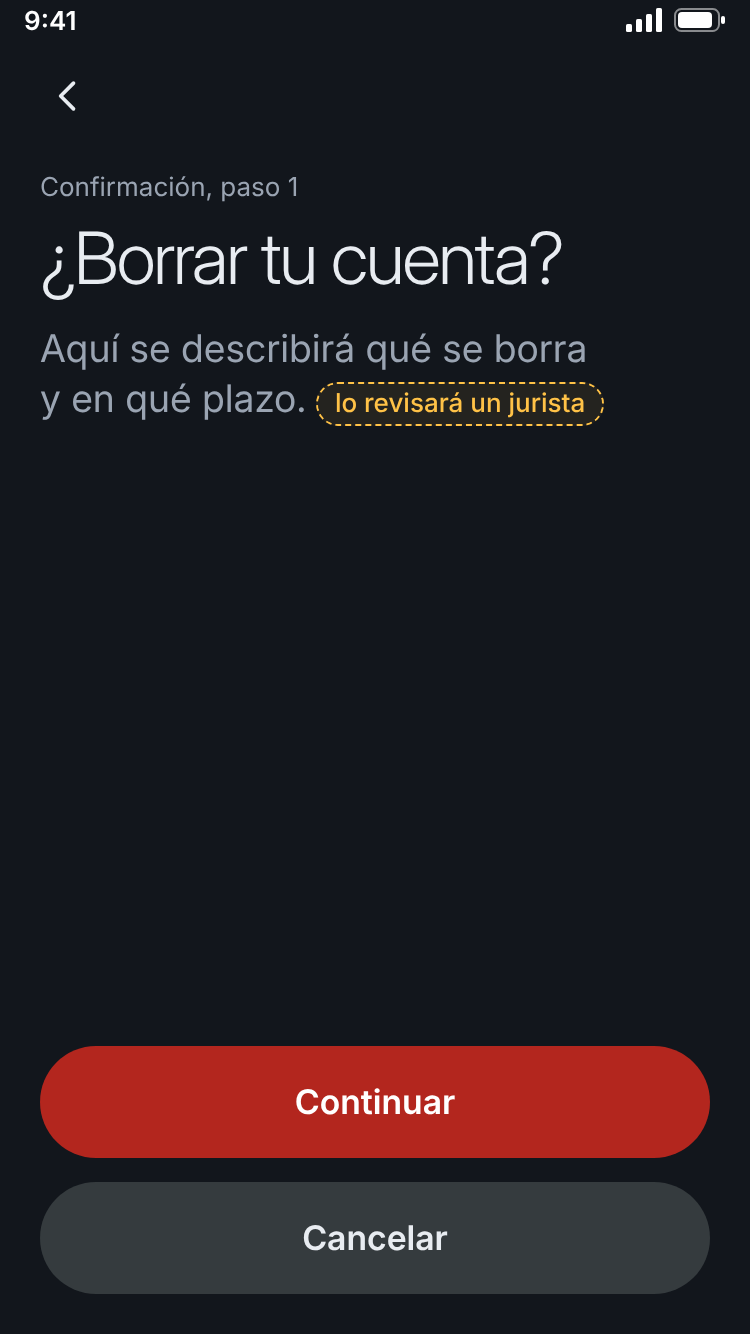 9:41
Confirmación, paso 1
¿Borrar tu cuenta?
Aquí se describirá qué se borra
y en qué plazo. lo revisará un jurista
Continuar
Cancelar